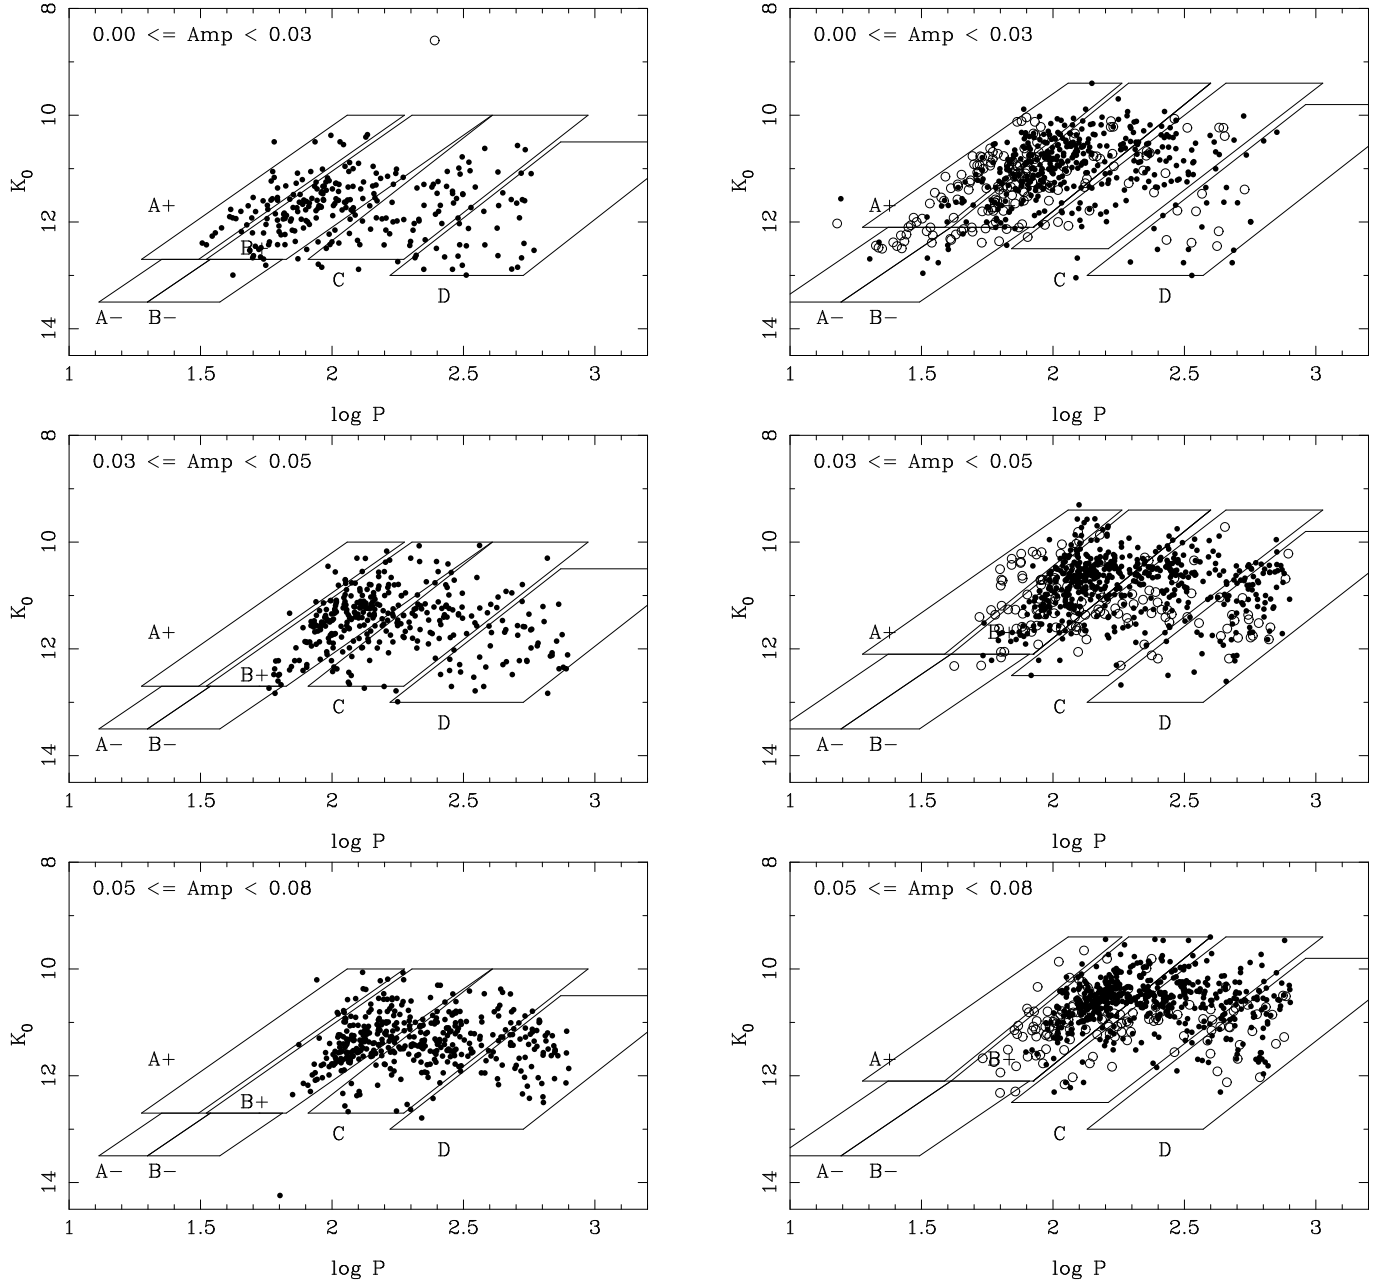 0.00 <= Amp < 0.03
8
10
12
14
K0
A+
B+
C
D
A− B−
1 1.5 2 2.5 3
log P
0.00 <= Amp < 0.03
8
10
12
14
K0
A+
C
D
A− B−
1 1.5 2 2.5 3
log P
0.03 <= Amp < 0.05
8
10
12
14
K0
A+
B+
C
D
A− B−
1 1.5 2 2.5 3
log P
0.03 <= Amp < 0.05
8
10
12
14
K0
A+
B+
C
D
A− B−
1 1.5 2 2.5 3
log P
0.05 <= Amp < 0.08
8
10
12
14
K0
A+
B+
C
D
A− B−
1 1.5 2 2.5 3
log P
0.05 <= Amp < 0.08
8
10
12
14
K0
A+
B+
C
D
A− B−
1 1.5 2 2.5 3
log P